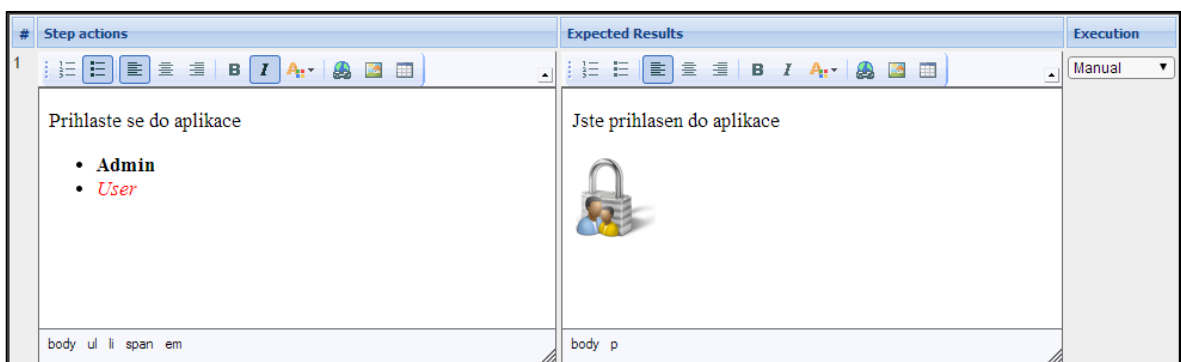 # Step actions Expected Results Execution
1
B I A B I A Manual
Prihlaste se do aplikace Jste prihlasen do aplikace
• Admin
• User
body ul li span em body p